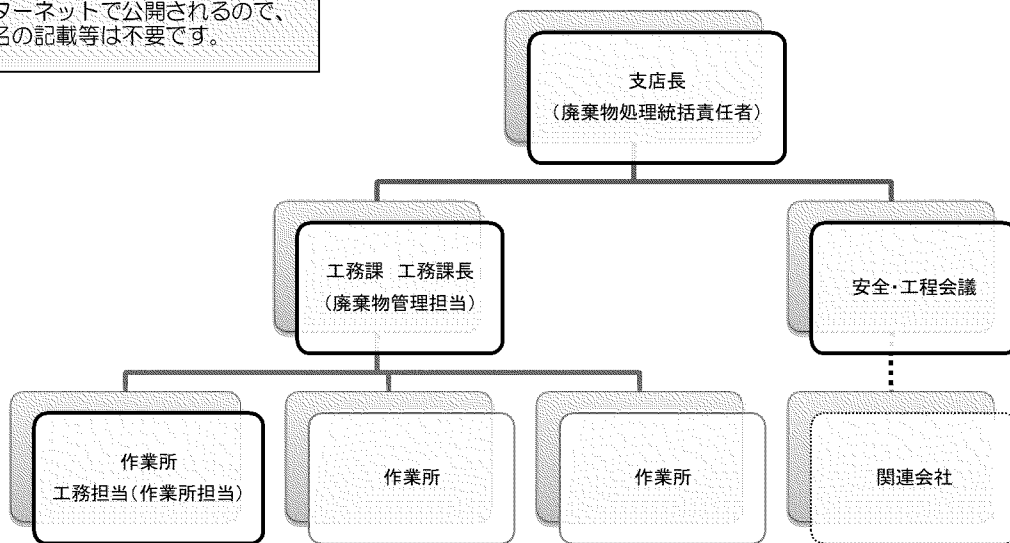 ターネットで公開されるので、
名の記載等は不要です。
支店長
（廃棄物処理統括責任者）
工務課　工務課長
（廃棄物管理担当）
安全・工程会議
作業所
工務担当（作業所担当）
作業所
作業所
関連会社